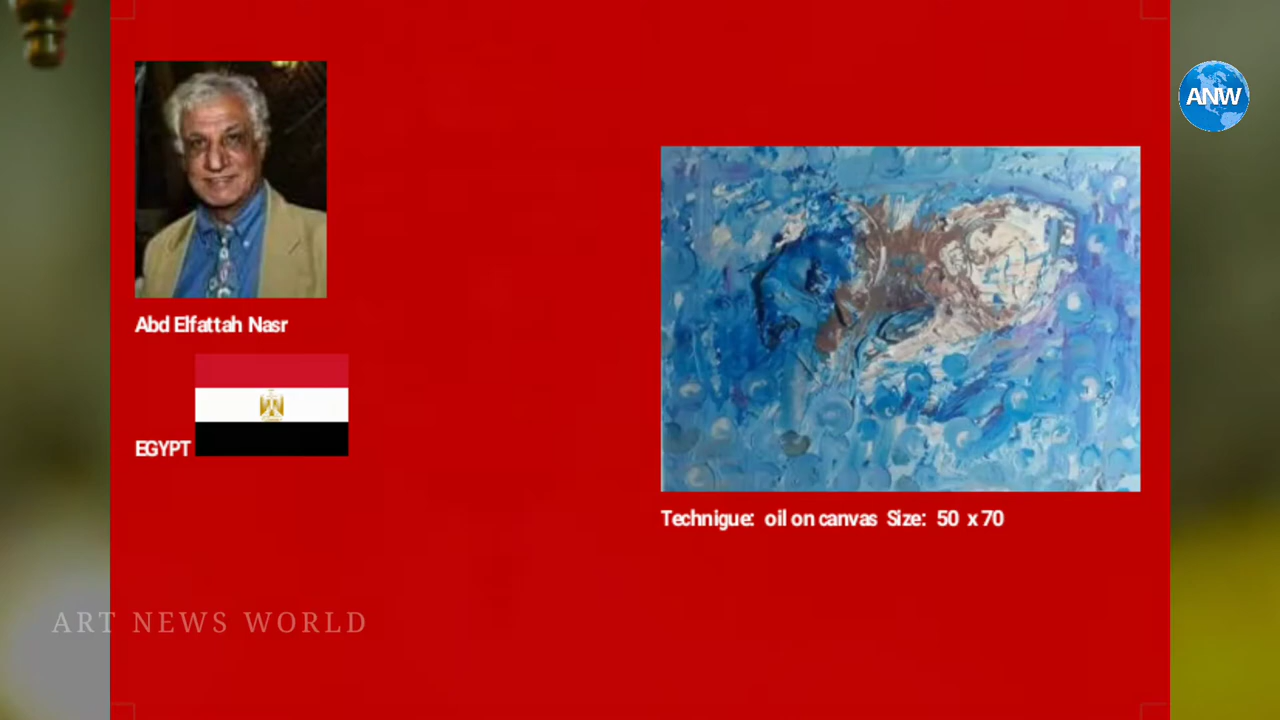 ANW
Abd Elfattah Nasr
EGYPT
Technigue: oil on canvas Size: 50 x 70
ART NEWS WORLD